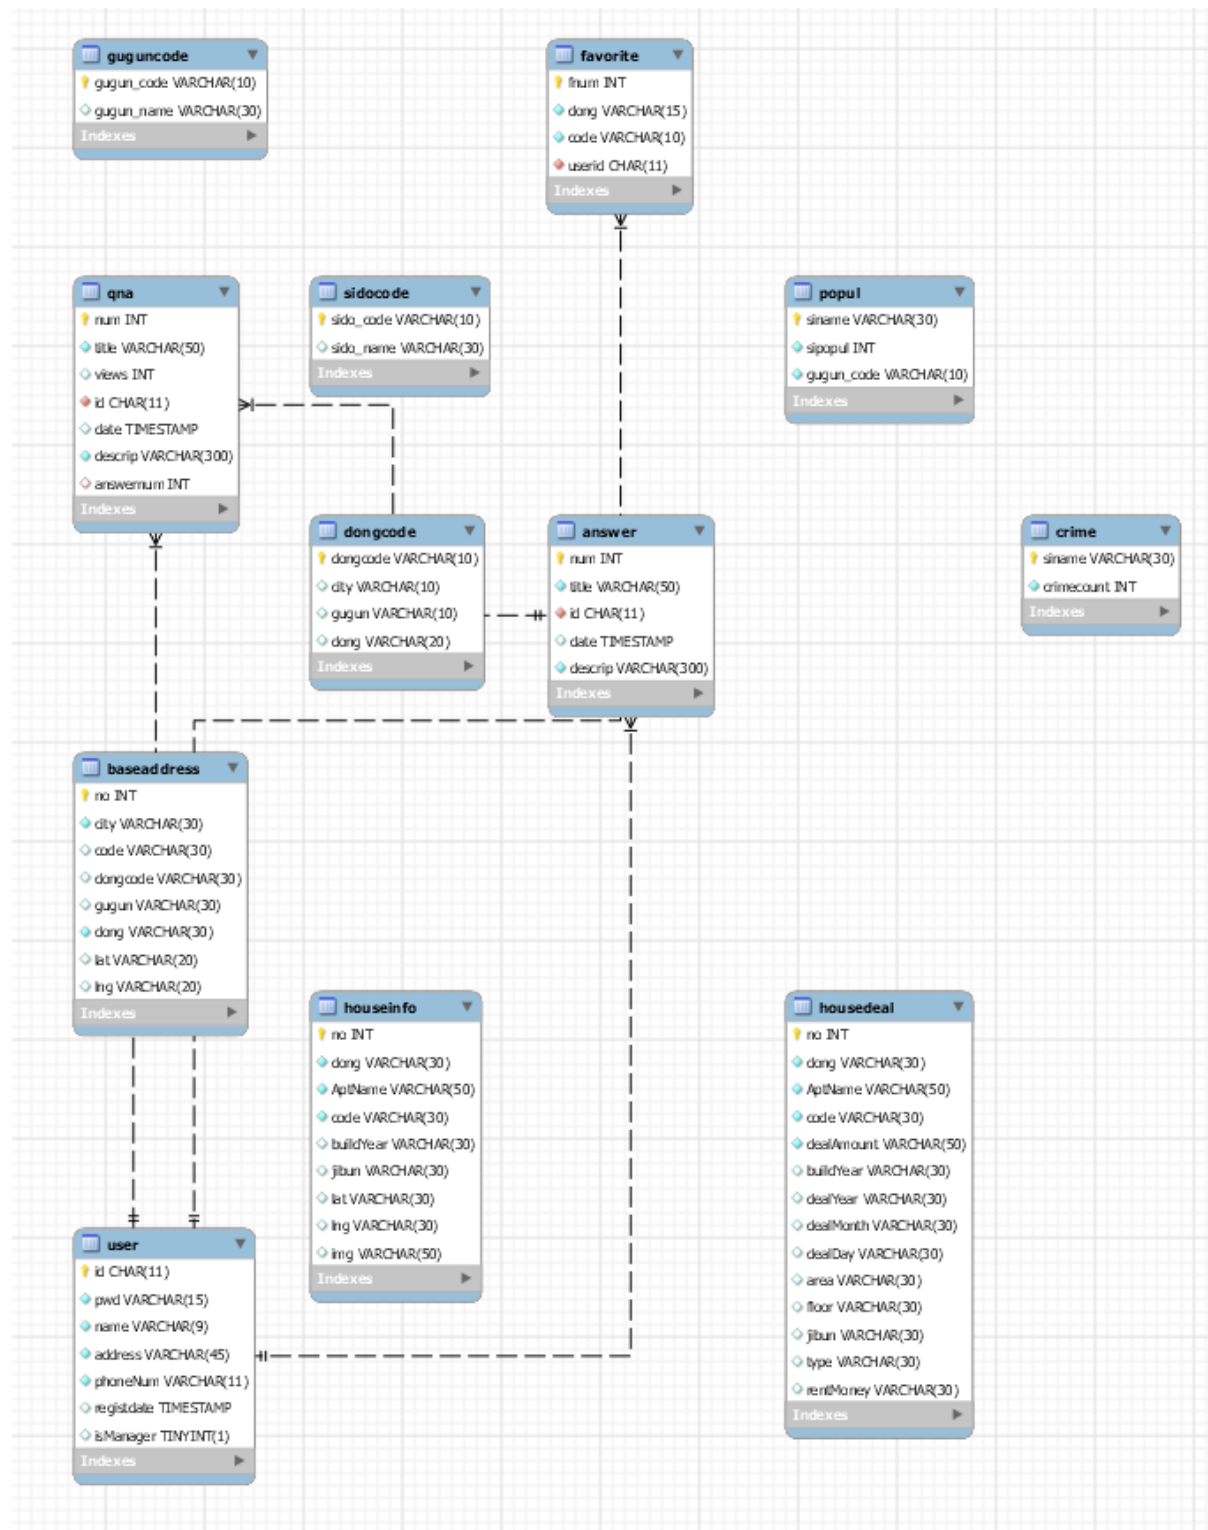 guguncode
gugun_code VARCHAR(10)
gugun_name VARCHAR(30)
Indexes
favorite
fnum INT
dong VARCHAR(15)
code VARCHAR(10)
userid CHAR(11)
Indexes
qna
num INT
title VARCHAR(50)
views INT
id CHAR(11)
date TIMESTAMP
descrip VARCHAR(300)
answernum INT
Indexes
sidocode
sido_code VARCHAR(10)
sido_name VARCHAR(30)
Indexes
popul
siname VARCHAR(30)
sipopul INT
gugun_code VARCHAR(10)
Indexes
dongcode
dongcode VARCHAR(10)
city VARCHAR(10)
gugun VARCHAR(10)
dong VARCHAR(20)
Indexes
answer
num INT
title VARCHAR(50)
id CHAR(11)
date TIMESTAMP
descrip VARCHAR(300)
Indexes
crime
siname VARCHAR(30)
crimecount INT
Indexes
baseaddress
no INT
city VARCHAR(30)
code VARCHAR(30)
dongcode VARCHAR(30)
gugun VARCHAR(30)
dong VARCHAR(30)
lat VARCHAR(20)
lng VARCHAR(20)
Indexes
houseinfo
no INT
dong VARCHAR(30)
AptName VARCHAR(50)
code VARCHAR(30)
buildYear VARCHAR(30)
jibun VARCHAR(30)
lat VARCHAR(30)
lng VARCHAR(30)
img VARCHAR(50)
Indexes
housedeal
no INT
dong VARCHAR(30)
AptName VARCHAR(50)
code VARCHAR(30)
dealAmount VARCHAR(50)
buildYear VARCHAR(30)
dealYear VARCHAR(30)
dealMonth VARCHAR(30)
dealDay VARCHAR(30)
area VARCHAR(30)
floor VARCHAR(30)
jibun VARCHAR(30)
type VARCHAR(30)
rentMoney VARCHAR(30)
Indexes
user
id CHAR(11)
pwd VARCHAR(15)
name VARCHAR(9)
address VARCHAR(45)
phoneNum VARCHAR(11)
registdate TIMESTAMP
isManager TINYINT(1)
Indexes